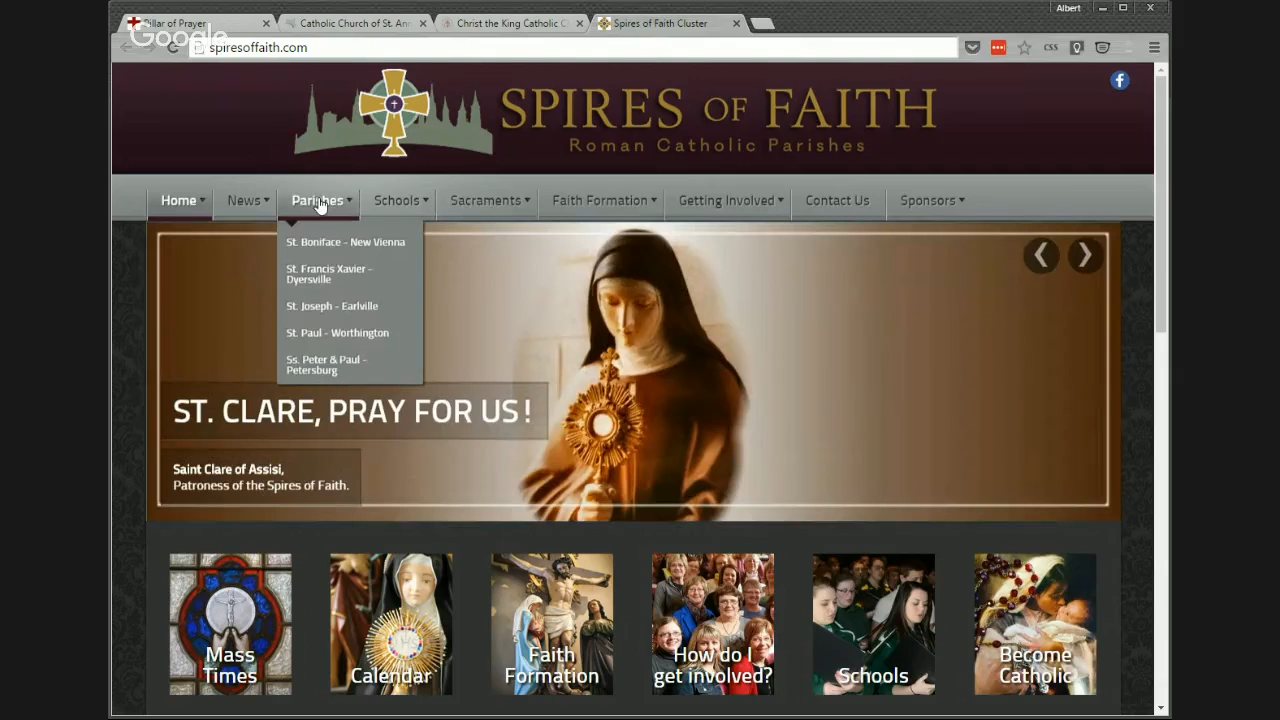 Albert
Pillar of Prayer
Catholic Church of St. Ann
Christ the King Catholic C
Spires of Faith Cluster
Google
spiresoffaith.com
CSS
SPIRES OF FAITH
Roman Catholic Parishes
Home
News
Parishes
Schools
Sacraments
Faith Formation
Getting Involved
Contact Us
Sponsors
St. Boniface - New Vienna
St. Francis Xavier -
Dyersville
St. Joseph - Earlville
St. Paul - Worthington
Ss. Peter & Paul -
Petersburg
ST. CLARE, PRAY FOR US!
Saint Clare of Assisi,
Patroness of the Spires of Faith.
Mass
Times
Calendar
Faith
Formation
How do I
get involved?
Schools
Become
Catholic